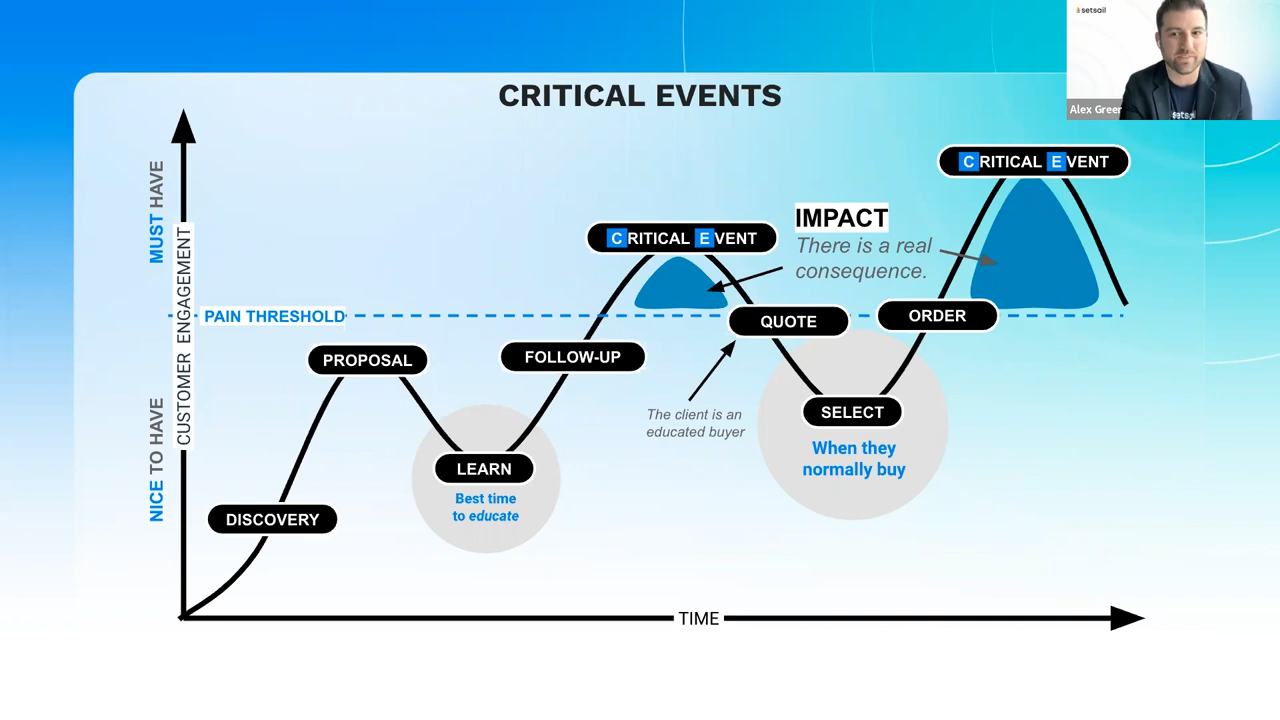 setsail
Alex Greer
setsail
CRITICAL EVENTS
MUST HAVE
NICE TO HAVE
CUSTOMER ENGAGEMENT
CRITICAL EVENT
IMPACT
There is a real
consequence.
CRITICAL EVENT
PAIN THRESHOLD
QUOTE
ORDER
PROPOSAL
FOLLOW-UP
The client is an
educated buyer
SELECT
When they
normally buy
LEARN
Best time
to educate
DISCOVERY
TIME